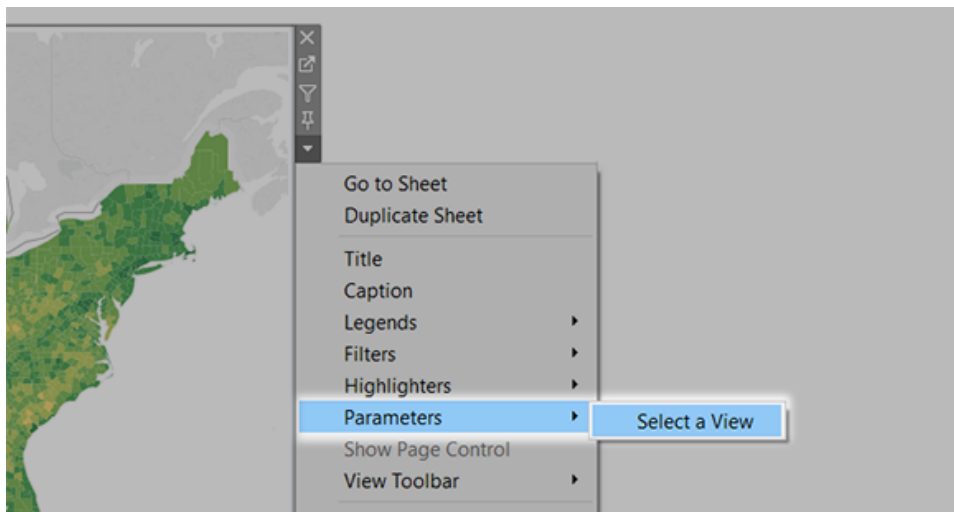 Go to Sheet
Duplicate Sheet
Title
Caption
Legends
Filters
Highlighters
Parameters
Select a View
Show Page Control
View Toolbar